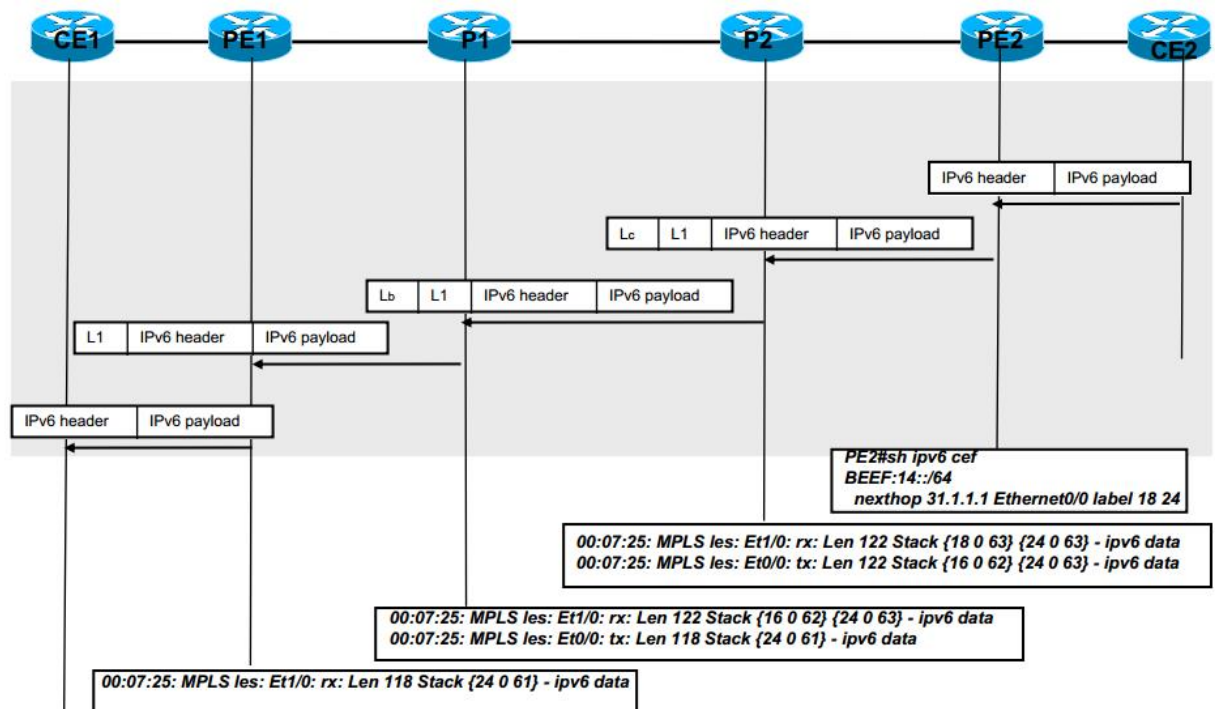 CE1 PE1 P1 P2 PE2 CE2
IPv6 header IPv6 payload
Lc L1 IPv6 header IPv6 payload
Lb L1 IPv6 header IPv6 payload
L1 IPv6 header IPv6 payload
IPv6 header IPv6 payload
PE2#sh ipv6 cef
BEEF:14::/64
nexthop 31.1.1.1 Ethernet0/0 label 18 24
00:07:25: MPLS les: Et1/0: rx: Len 122 Stack {18 0 63} {24 0 63} - ipv6 data
00:07:25: MPLS les: Et0/0: tx: Len 122 Stack {16 0 62} {24 0 63} - ipv6 data
00:07:25: MPLS les: Et1/0: rx: Len 122 Stack {16 0 62} {24 0 63} - ipv6 data
00:07:25: MPLS les: Et0/0: tx: Len 118 Stack {24 0 61} - ipv6 data
00:07:25: MPLS les: Et1/0: rx: Len 118 Stack {24 0 61} - ipv6 data